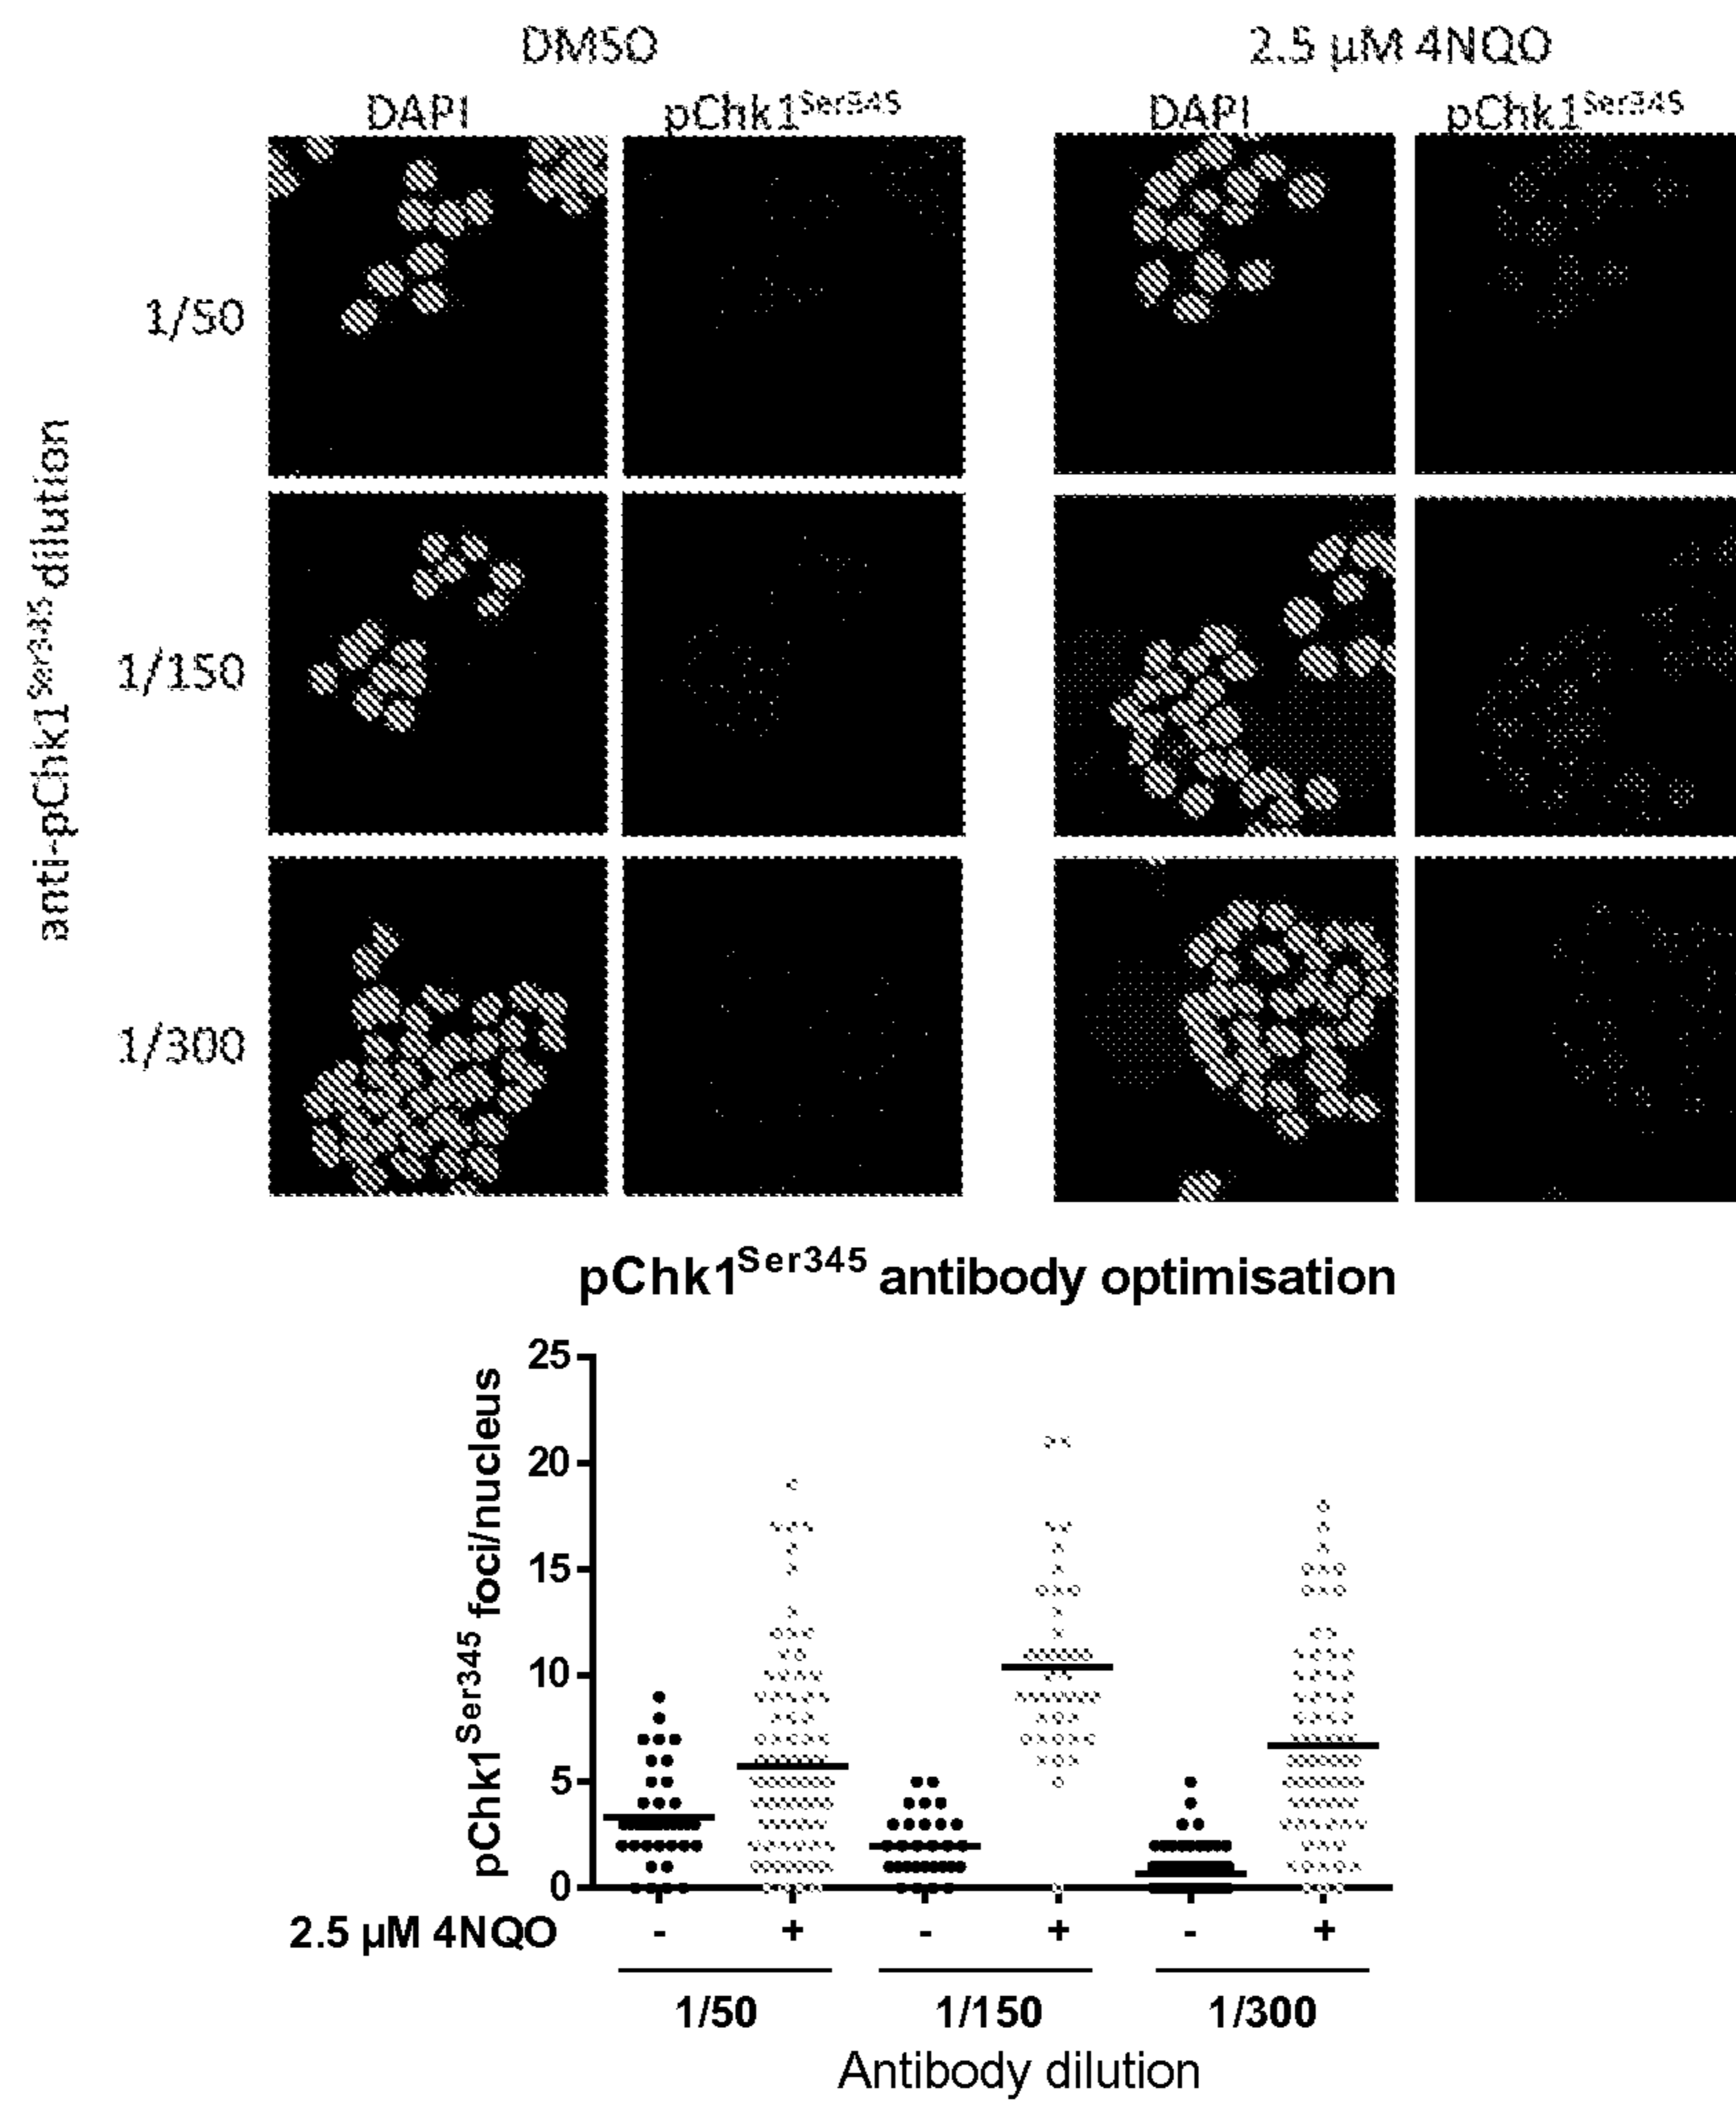 DMSO 2.5 µM 4NQO
DAPI pChk1Ser345 DAPI pChk1Ser345
anti-pChk1Ser345 dilution
1/50
1/150
1/300
pChk1Ser345 antibody optimisation
pChk1Ser345 foci/nucleus
25
20
15
10
5
0
2.5 µM 4NQO - + - + - +
1/50 1/150 1/300
Antibody dilution